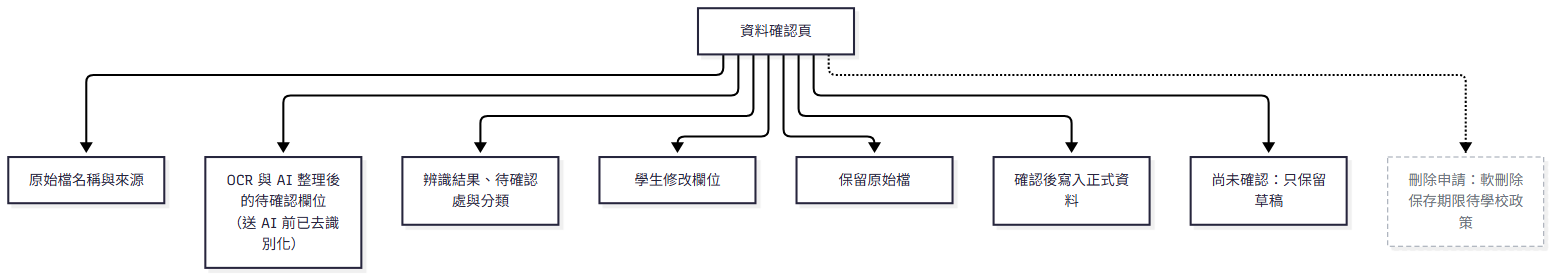 資料確認頁
原始檔名稱與來源
OCR 與 AI 整理後
的待確認欄位
（送 AI 前已去識
別化）
辨識結果、待確認
處與分類
學生修改欄位
保留原始檔
確認後寫入正式資
料
尚未確認：只保留
草稿
刪除申請：軟刪除
保存期限待學校政
策